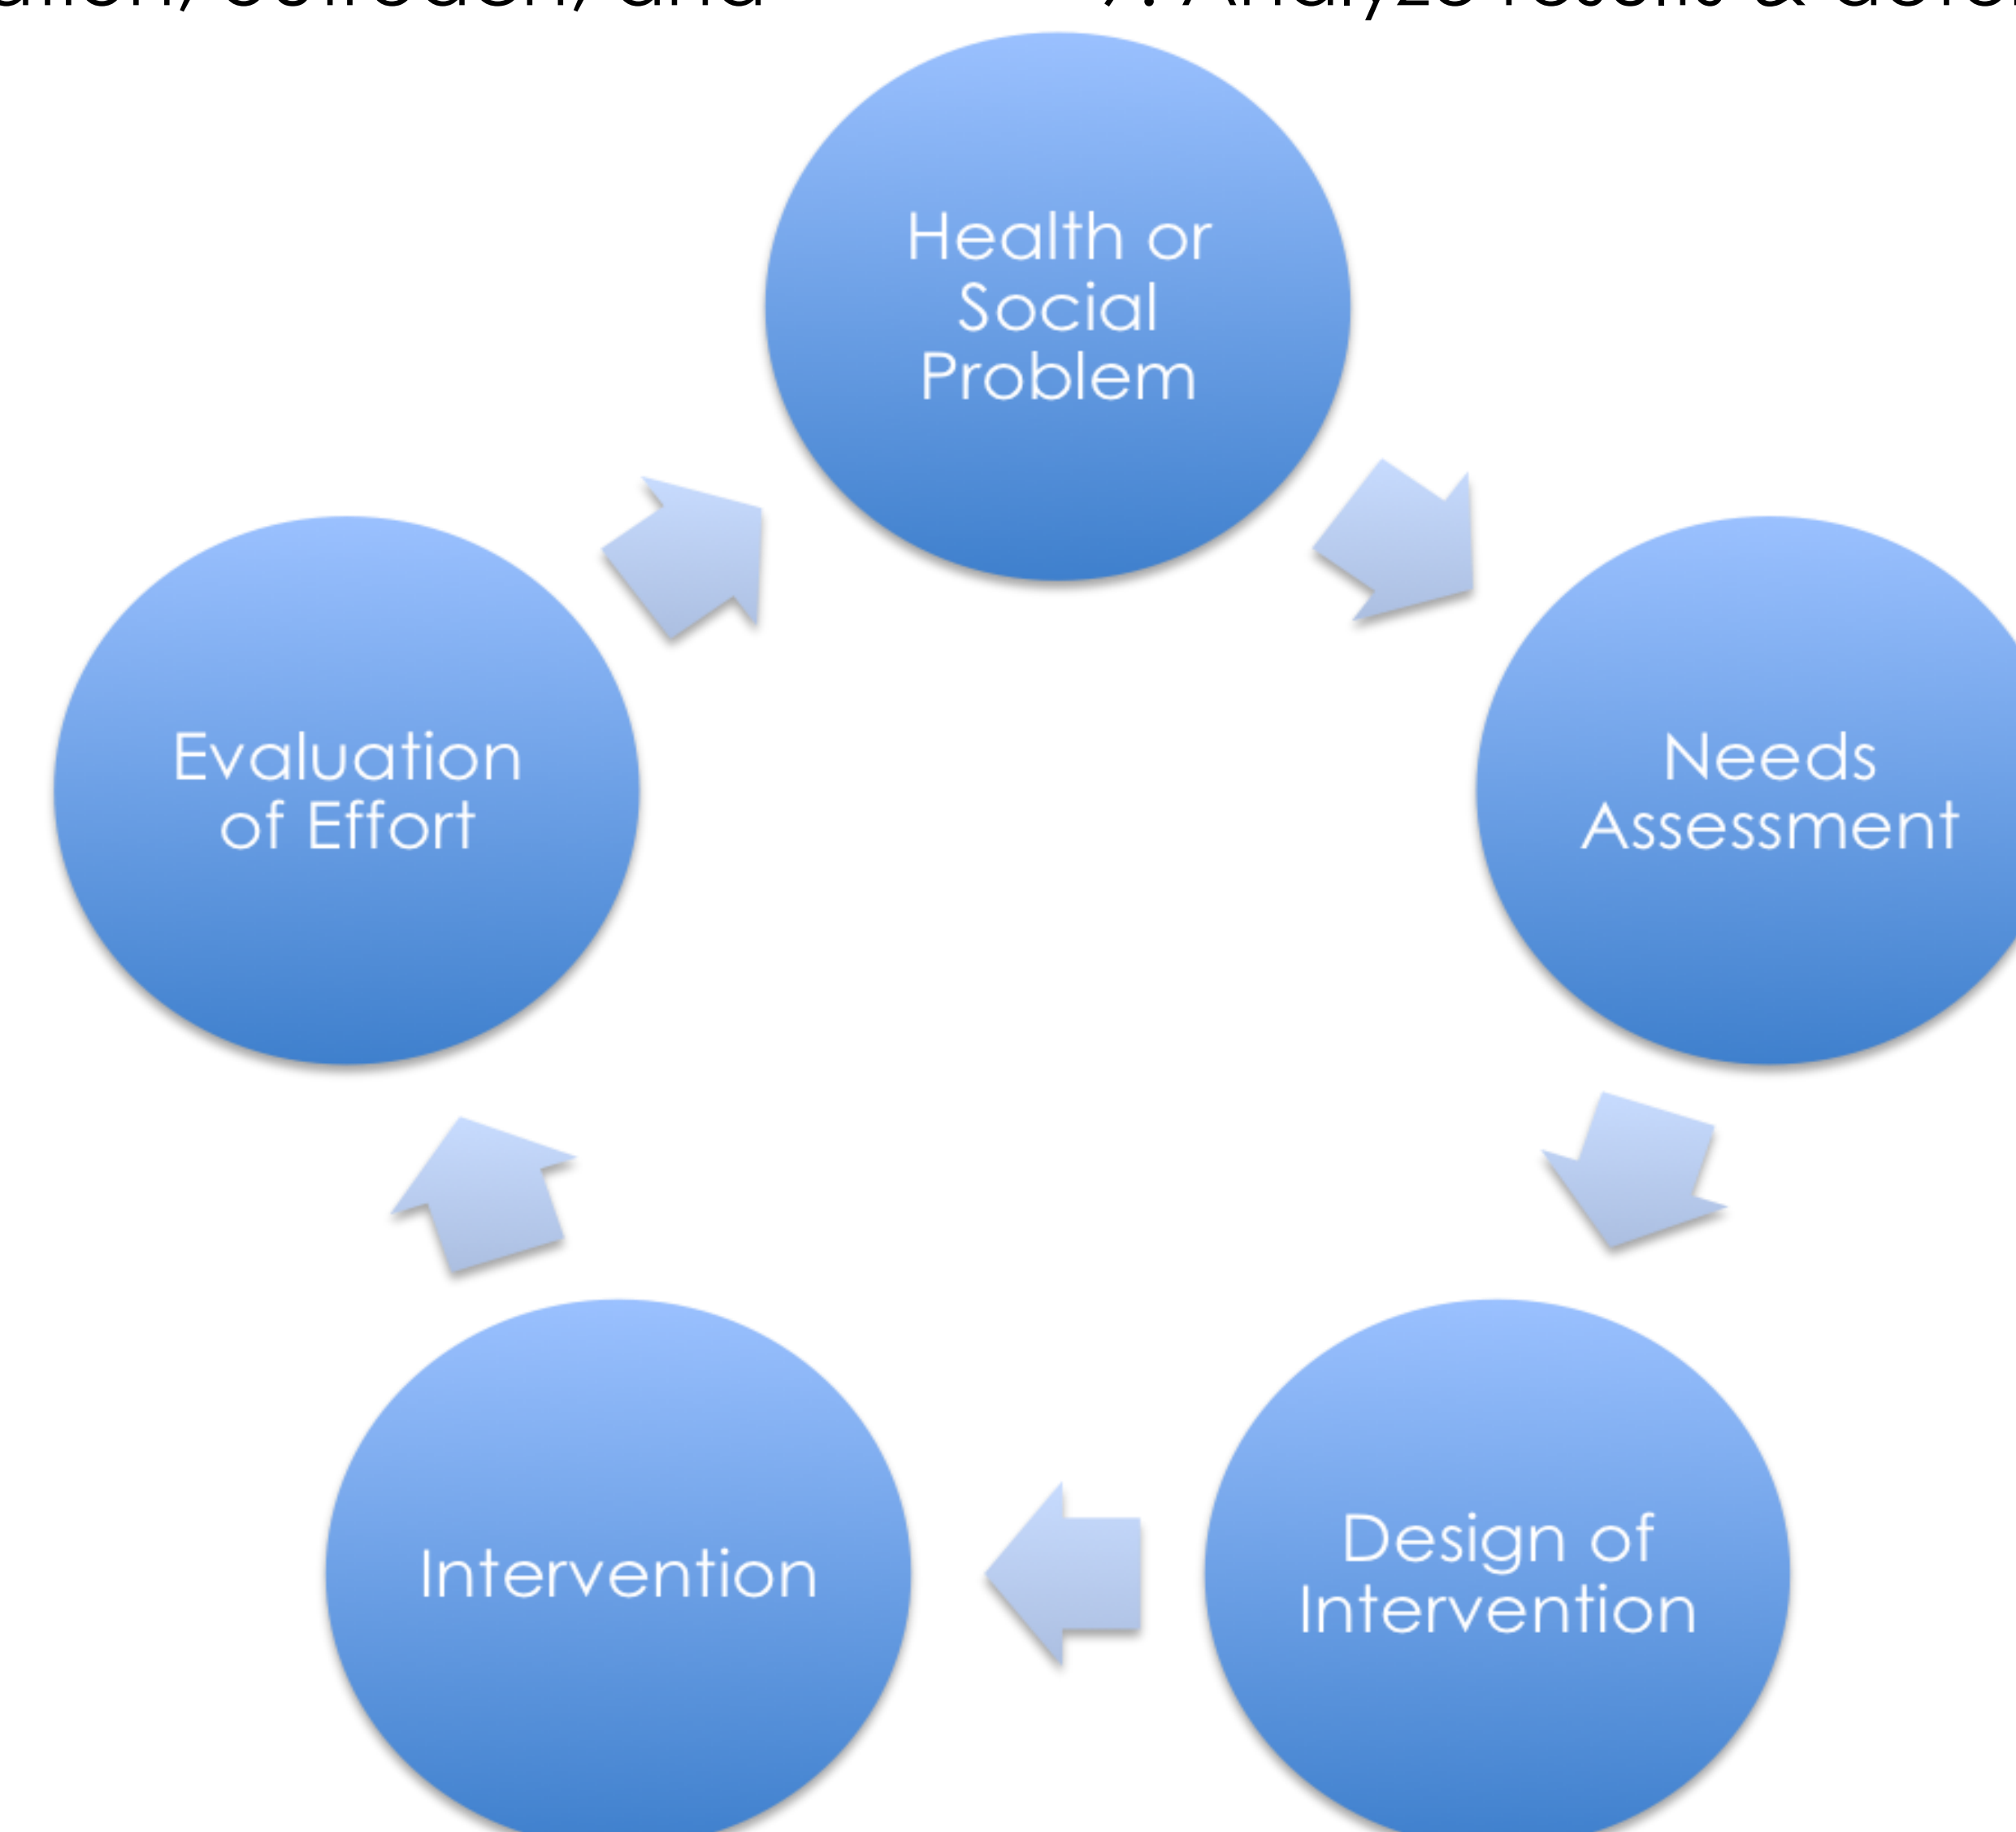 Health or
Social
Problem
Needs
Assessment
Design of
Intervention
Intervention
Evaluation
of Effort